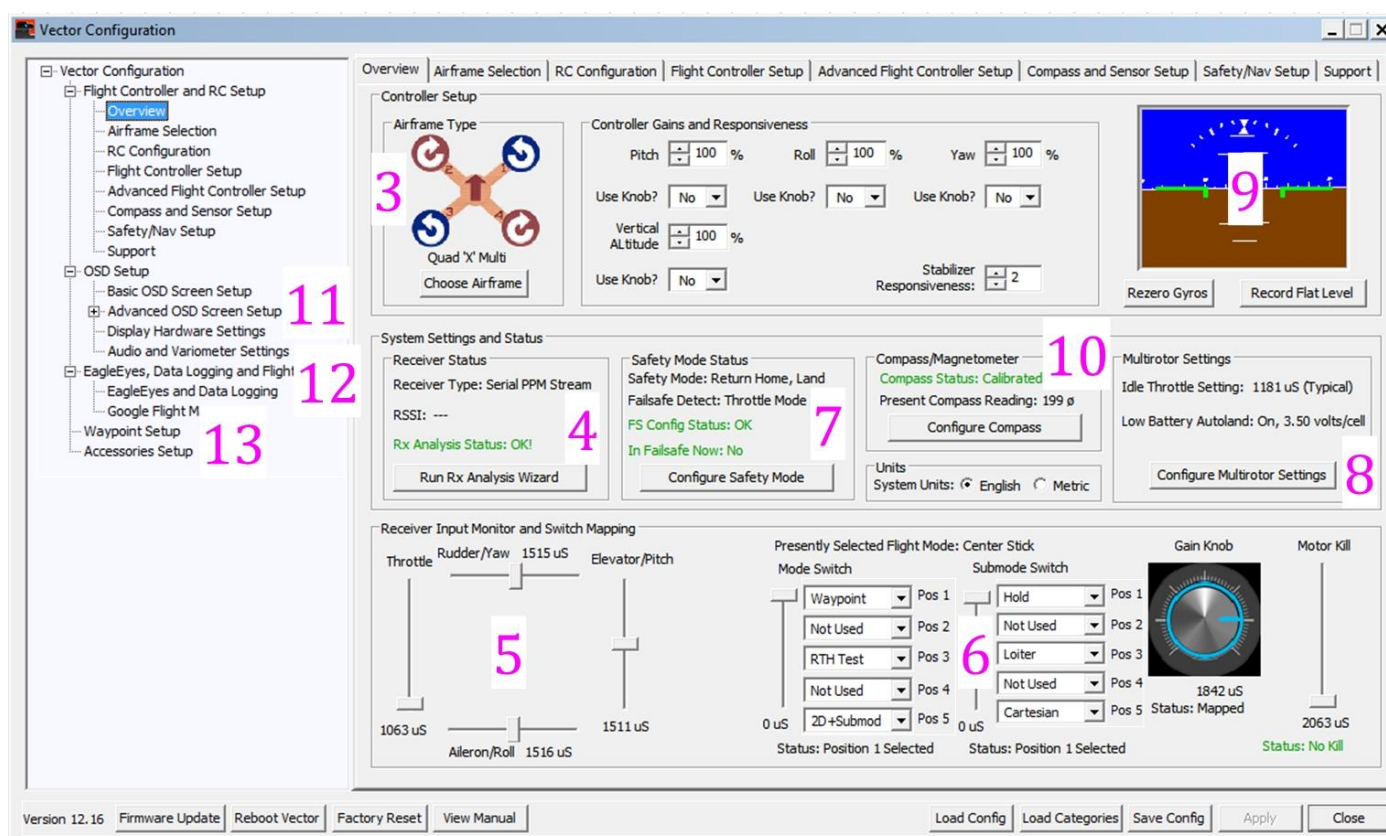 Vector Configuration
Vector Configuration
Flight Controller and RC Setup
Overview
Airframe Selection
RC Configuration
Flight Controller Setup
Advanced Flight Controller Setup
Compass and Sensor Setup
Safety/Nav Setup
Support
OSD Setup
Basic OSD Screen Setup
11
Advanced OSD Screen Setup
Display Hardware Settings
Audio and Variometer Settings
EagleEyes, Data Logging and Flight
12
EagleEyes and Data Logging
Google Flight M
Waypoint Setup
13
Accessories Setup
Overview Airframe Selection RC Configuration Flight Controller Setup Advanced Flight Controller Setup Compass and Sensor Setup Safety/Nav Setup Support
Controller Setup
Airframe Type
3
2 1
3 4
Quad 'X' Multi
Choose Airframe
Controller Gains and Responsiveness
Pitch 100 % Roll 100 % Yaw 100 %
Use Knob? No Use Knob? No Use Knob? No
Vertical
ALtitude 100 %
Use Knob? No
Stabilizer
Responsiveness: 2
9
Rezero Gyros Record Flat Level
System Settings and Status
Receiver Status
Receiver Type: Serial PPM Stream
RSSI: ---
4
Rx Analysis Status: OK!
Run Rx Analysis Wizard
Safety Mode Status
Safety Mode: Return Home, Land
Failsafe Detect: Throttle Mode
FS Config Status: OK
7
In Failsafe Now: No
Configure Safety Mode
Compass/Magnetometer
10
Compass Status: Calibrated
Present Compass Reading: 199 ø
Configure Compass
Units
System Units: English Metric
Multirotor Settings
Idle Throttle Setting: 1181 uS (Typical)
Low Battery Autoland: On, 3.50 volts/cell
Configure Multirotor Settings
8
Receiver Input Monitor and Switch Mapping
Throttle
1063 uS
Rudder/Yaw 1515 uS
5
Aileron/Roll 1516 uS
Elevator/Pitch
1511 uS
Presently Selected Flight Mode: Center Stick
Mode Switch
Waypoint Pos 1
Not Used Pos 2
RTH Test Pos 3
Not Used Pos 4
0 uS 2D+Submod Pos 5
Status: Position 1 Selected
Submode Switch
Hold Pos 1
Not Used Pos 2
6
Loiter Pos 3
Not Used Pos 4
0 uS Cartesian Pos 5
Status: Position 1 Selected
Gain Knob
1842 uS
Status: Mapped
Motor Kill
2063 uS
Status: No Kill
Version 12.16 Firmware Update Reboot Vector Factory Reset View Manual Load Config Load Categories Save Config Apply Close